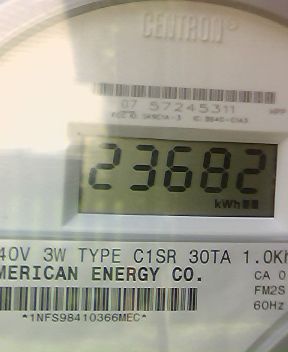 CENTRON®
07 57245311
23682
kWh
40V 3W TYPE C1SR 30TA 1.0Kh
MERICAN ENERGY CO.
CA 0
FM2S
60Hz
*1NFS98410366MEC*